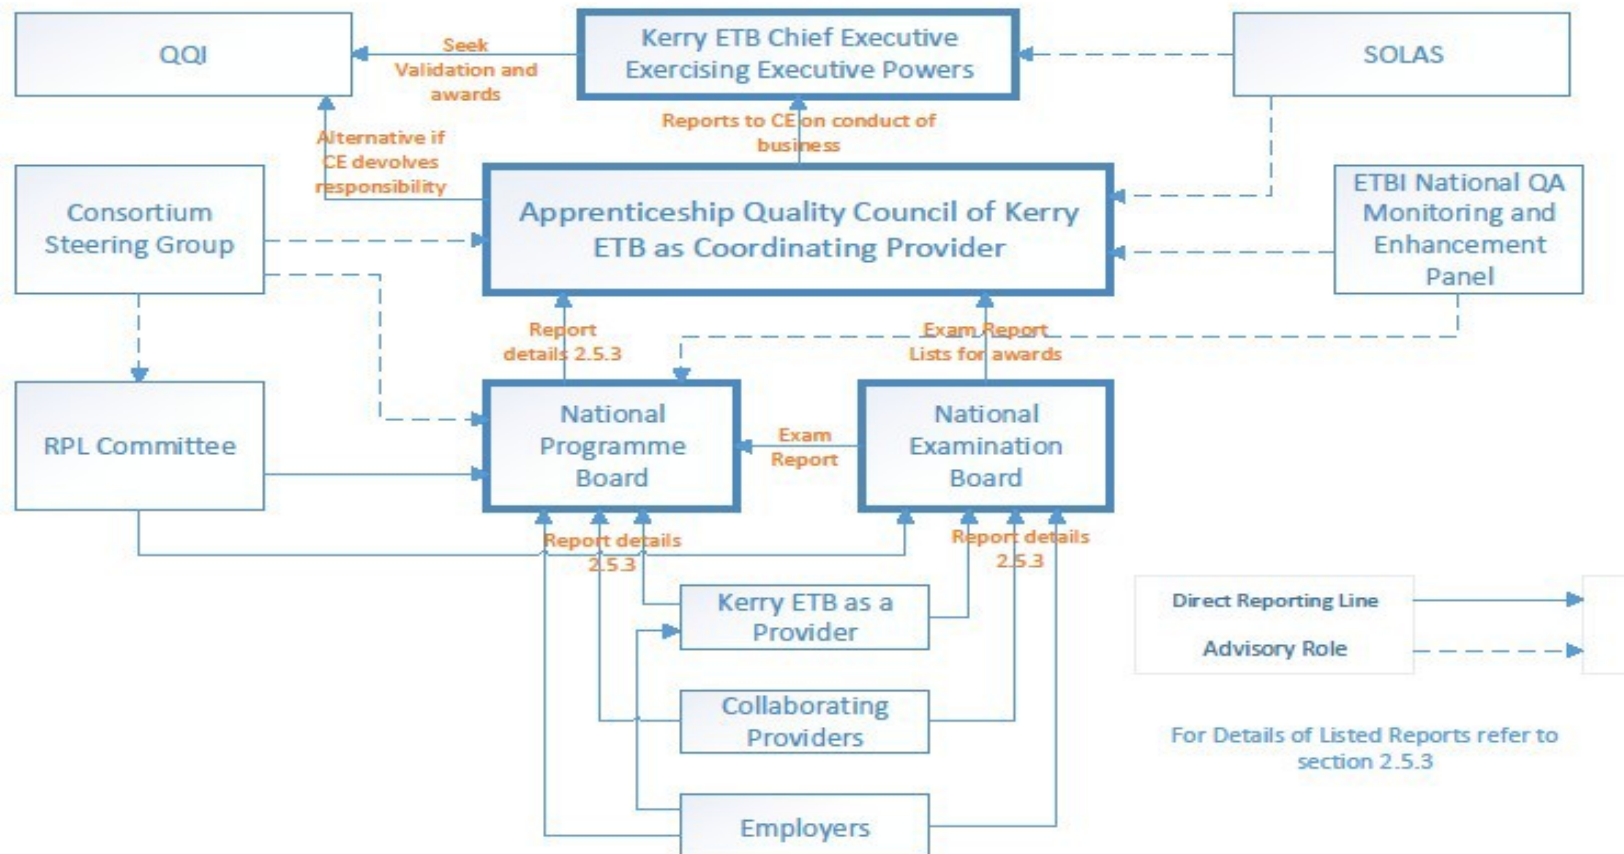 QQI
Seek
Validation and
awards
Kerry ETB Chief Executive
Exercising Executive Powers
SOLAS
Alternative if
CE devolves
responsibility
Reports to CE on conduct of
business
Consortium
Steering Group
Apprenticeship Quality Council of Kerry
ETB as Coordinating Provider
ETBI National QA
Monitoring and
Enhancement
Panel
Report
details 2.5.3
Exam Report
Lists for awards
RPL Committee
National
Programme
Board
Exam
Report
National
Examination
Board
Report details
2.5.3
Report details
2.5.3
Kerry ETB as a
Provider
Collaborating
Providers
Employers
Direct Reporting Line
Advisory Role
For Details of Listed Reports refer to
section 2.5.3